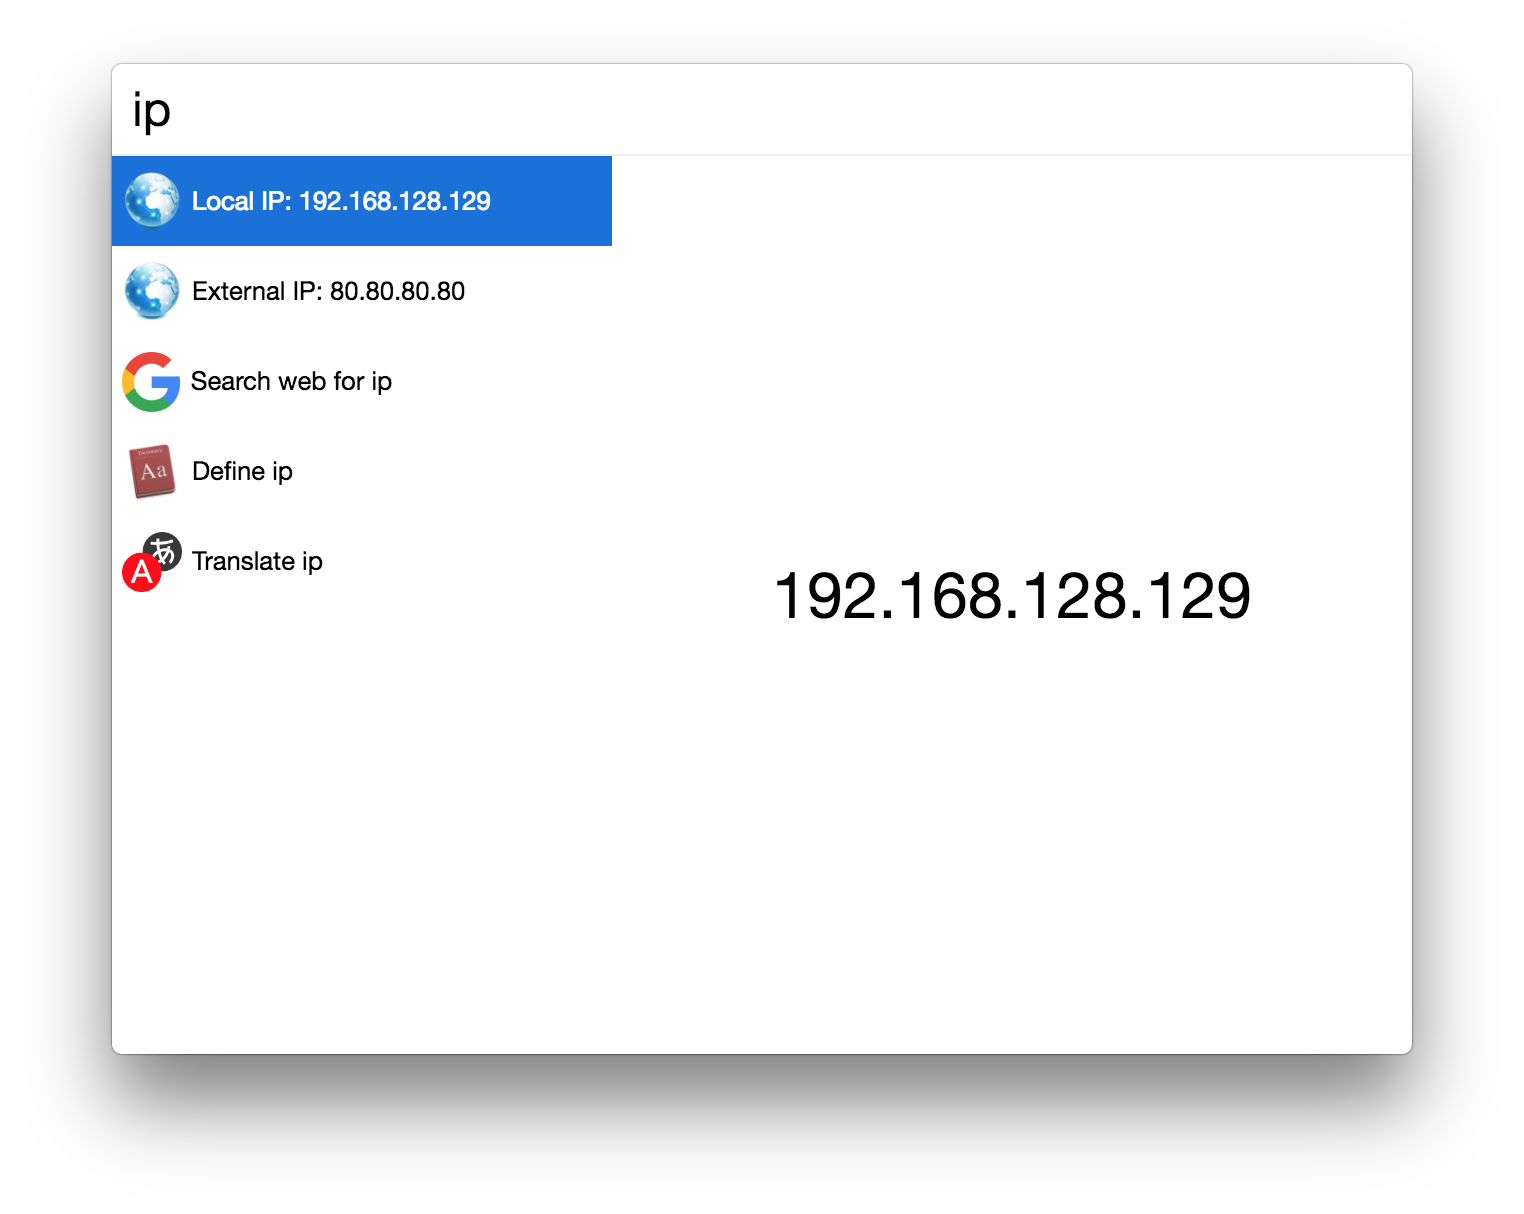 ip
Local IP: 192.168.128.129
External IP: 80.80.80.80
Search web for ip
Dictionary
Aa
Define ip
あ
A
Translate ip
192.168.128.129